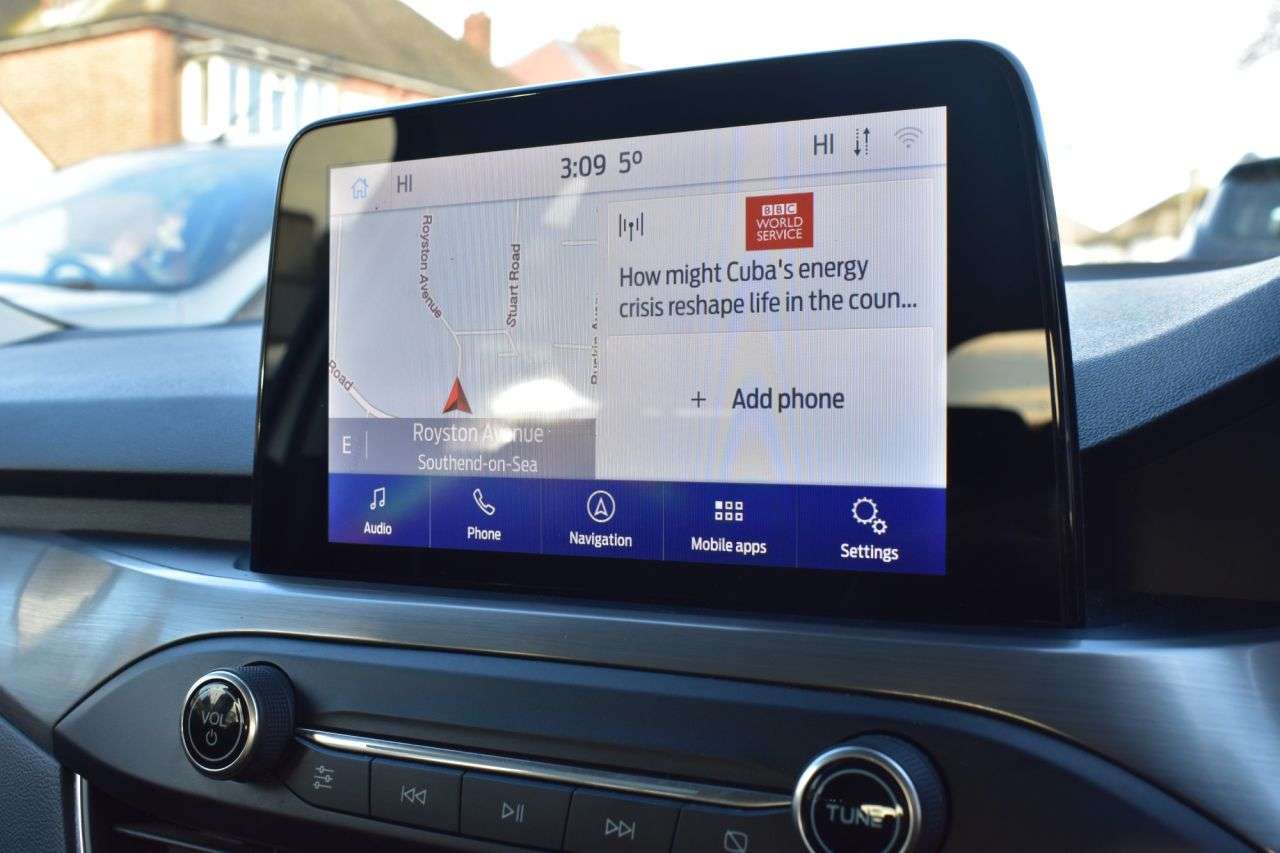 HI
3:09 5°
HI
Royston Avenue
Stuart Road
Road
E
Royston Avenue
Southend-on-Sea
BBC
WORLD
SERVICE
How might Cuba's energy
crisis reshape life in the coun...
+ Add phone
Audio
Phone
Navigation
Mobile apps
Settings
VOL
TUNE